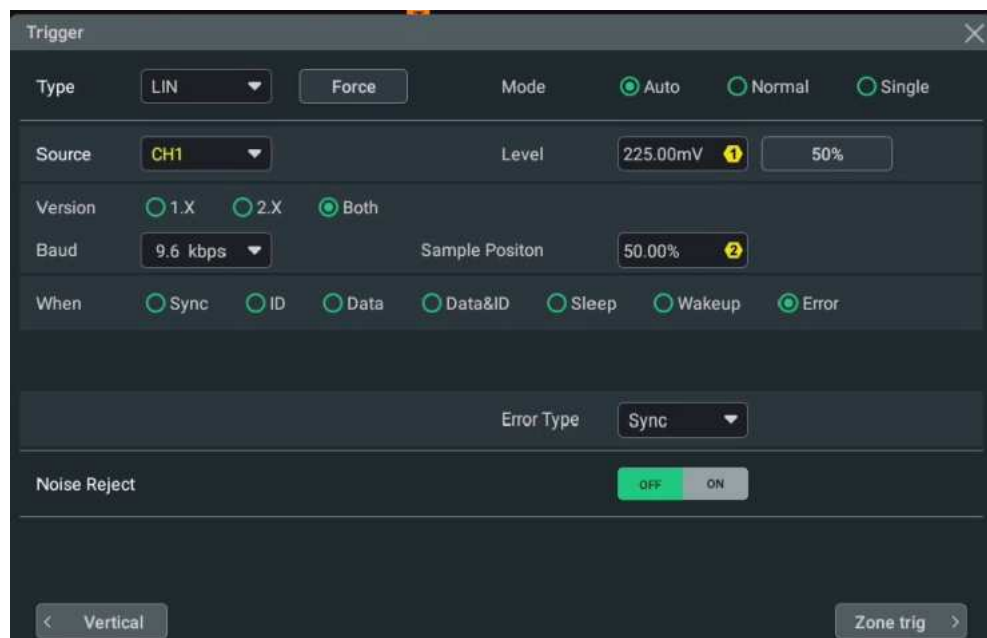 Trigger
Type LIN Force Mode Auto Normal Single
Source CH1 Level 225.00mV 1 50%
Version 1.X 2.X Both
Baud 9.6 kbps Sample Positon 50.00% 2
When Sync ID Data Data&ID Sleep Wakeup Error
Error Type Sync
Noise Reject OFF ON
< Vertical Zone trig >